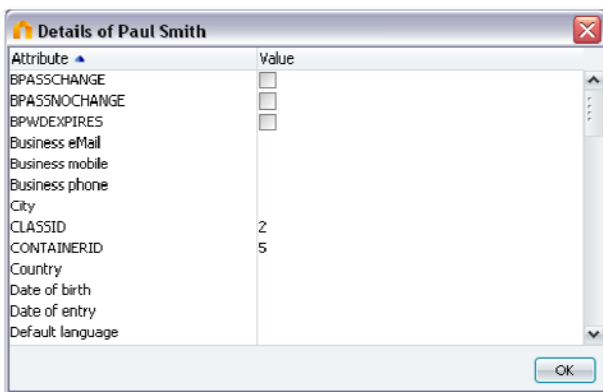 Details of Paul Smith
Attribute Value
BPASSCHANGE
BPASSNOCHANGE
BPWDEXPIRES
Business eMail
Business mobile
Business phone
City
CLASSID 2
CONTAINERID 5
Country
Date of birth
Date of entry
Default language
OK